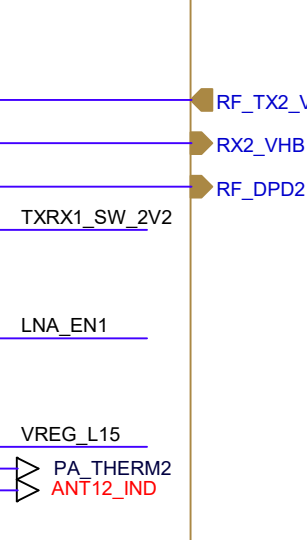 RF_TX2_V
RX2_VHB
RF_DPD2
TXRX1_SW_2V2
LNA_EN1
VREG_L15
PA_THERM2
ANT12_IND